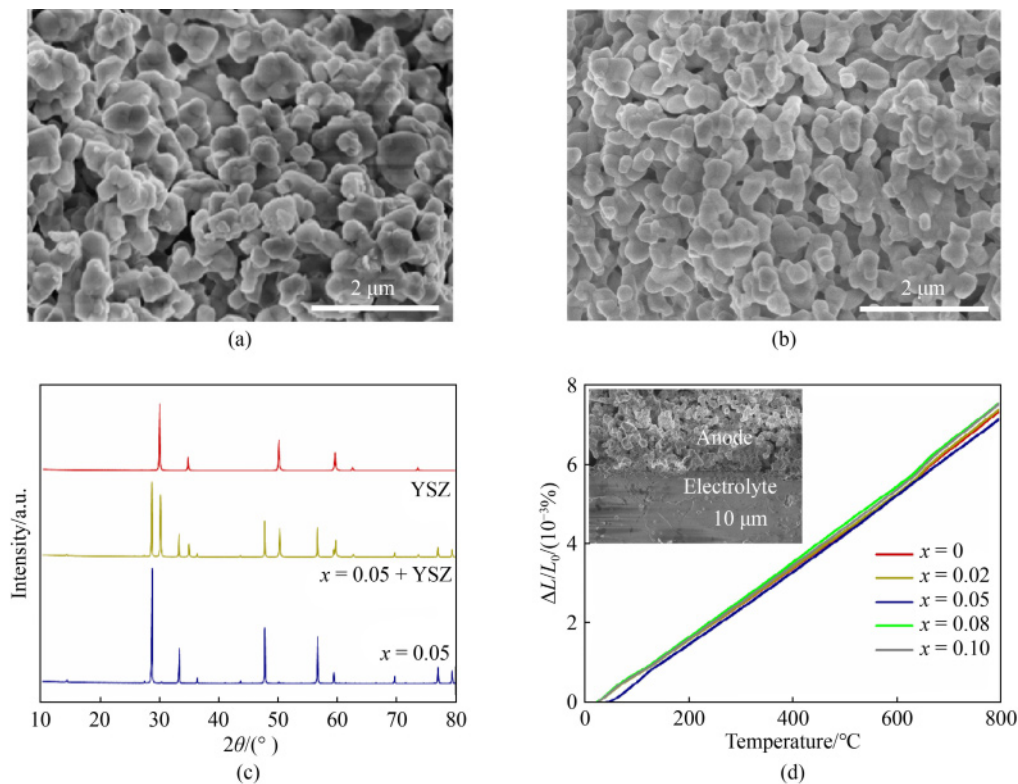 2 μm
2 μm
(a)
(b)
Intensity/a.u.
YSZ
x = 0.05 + YSZ
x = 0.05
10 20 30 40 50 60 70 80
2θ/(° )
(c)
ΔL/L0/(10⁻³%)
8
6
4
2
0
Anode
Electrolyte
10 μm
x = 0
x = 0.02
x = 0.05
x = 0.08
x = 0.10
200 400 600 800
Temperature/°C
(d)